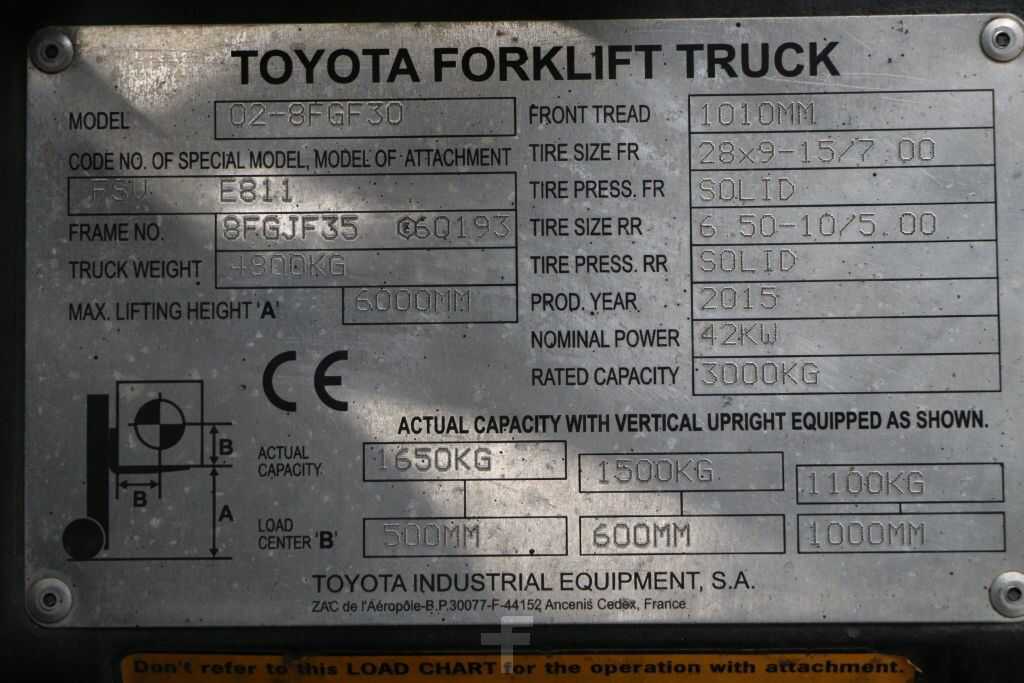 TOYOTA FORKLIFT TRUCK
MODEL 02-8FGF30
CODE NO. OF SPECIAL MODEL, MODEL OF ATTACHMENT
FSV E811
FRAME NO. 8FGJF35 E6Q193
TRUCK WEIGHT 4800KG
MAX. LIFTING HEIGHT 'A' 6000MM
FRONT TREAD 1010MM
TIRE SIZE FR 28x9-15/7.00
TIRE PRESS. FR SOLID
TIRE SIZE RR 6.50-10/5.00
TIRE PRESS. RR SOLID
PROD. YEAR 2015
NOMINAL POWER 42KW
RATED CAPACITY 3000KG
CE
B
B
A
ACTUAL CAPACITY WITH VERTICAL UPRIGHT EQUIPPED AS SHOWN.
ACTUAL CAPACITY 1650KG 1500KG 1100KG
LOAD CENTER 'B' 500MM 600MM 1000MM
TOYOTA INDUSTRIAL EQUIPMENT, S.A.
ZAC de l'Aéropôle-B.P.30077-F-44152 Ancenis Cedex, France
Don't refer to this LOAD CHART for the operation with attachment.